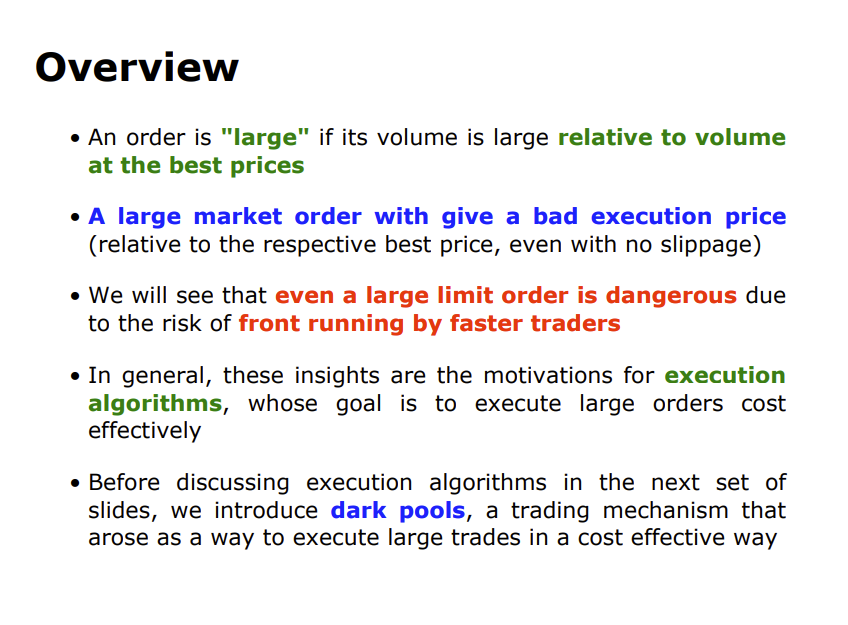 Overview
• An order is "large" if its volume is large relative to volume
at the best prices
• A large market order with give a bad execution price
(relative to the respective best price, even with no slippage)
• We will see that even a large limit order is dangerous due
to the risk of front running by faster traders
• In general, these insights are the motivations for execution
algorithms, whose goal is to execute large orders cost
effectively
• Before discussing execution algorithms in the next set of
slides, we introduce dark pools, a trading mechanism that
arose as a way to execute large trades in a cost effective way